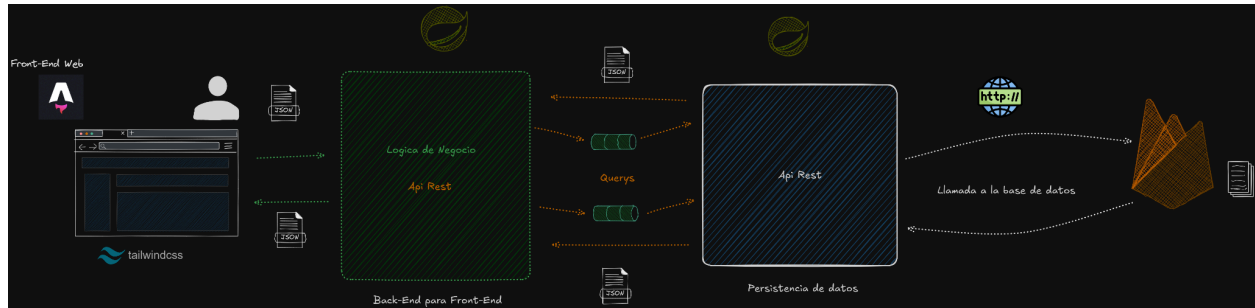 Front-End Web
JSON
tailwindcss
JSON
Logica de Negocio
Api Rest
Back-End para Front-End
JSON
Querys
JSON
Api Rest
Persistencia de datos
http://
Llamada a la base de datos